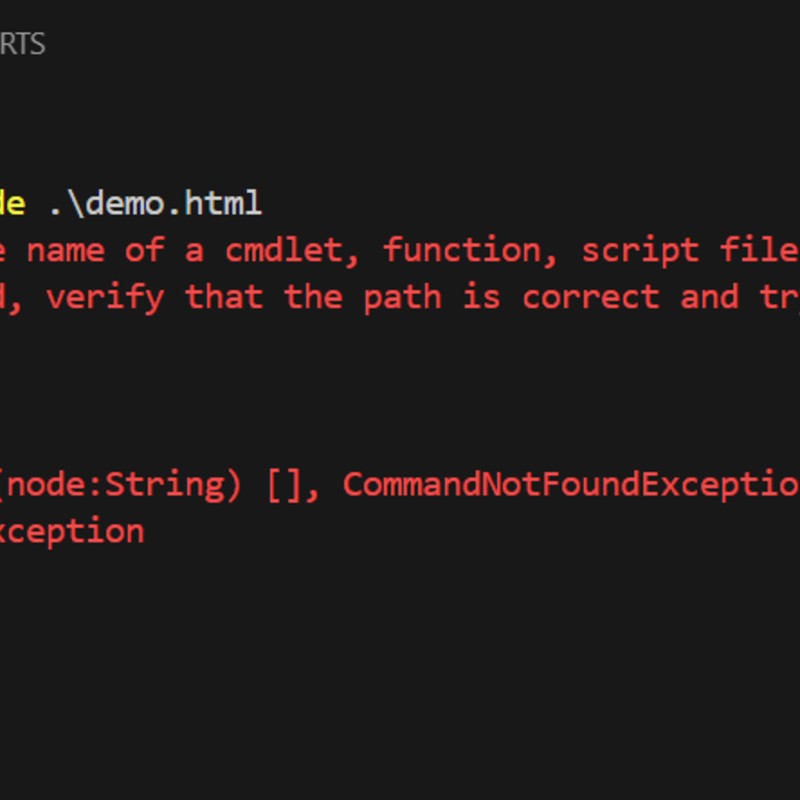 RTS
de .\demo.html
e name of a cmdlet, function, script file
d, verify that the path is correct and try
(node:String) [], CommandNotFoundExceptio
xception